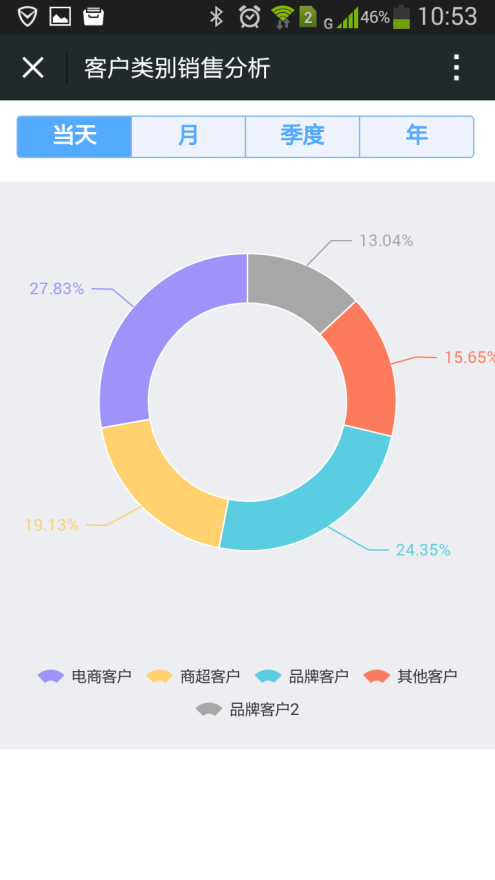 2 G 46% 10:53
客户类别销售分析
当天 月 季度 年
13.04%
27.83%
15.65%
19.13%
24.35%
电商客户 商超客户 品牌客户 其他客户
品牌客户2